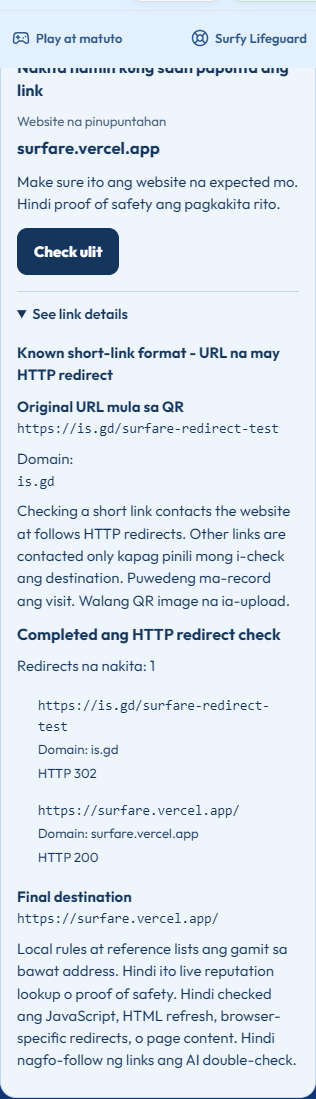 Play at matuto
Surfy Lifeguard
Nakita namin kung saan papunta ang
link
Website na pinupuntahan
surfare.vercel.app
Make sure ito ang website na expected mo.
Hindi proof of safety ang pagkakita rito.
Check ulit
▼ See link details
Known short-link format - URL na may
HTTP redirect
Original URL mula sa QR
https://is.gd/surfare-redirect-test
Domain:
is.gd
Checking a short link contacts the website
at follows HTTP redirects. Other links are
contacted only kapag pinili mong i-check
ang destination. Puwedeng ma-record
ang visit. Walang QR image na ia-upload.
Completed ang HTTP redirect check
Redirects na nakita: 1
https://is.gd/surfare-redirect-
test
Domain: is.gd
HTTP 302
https://surfare.vercel.app/
Domain: surfare.vercel.app
HTTP 200
Final destination
https://surfare.vercel.app/
Local rules at reference lists ang gamit sa
bawat address. Hindi ito live reputation
lookup o proof of safety. Hindi checked
ang JavaScript, HTML refresh, browser-
specific redirects, o page content. Hindi
nagfo-follow ng links ang AI double-check.